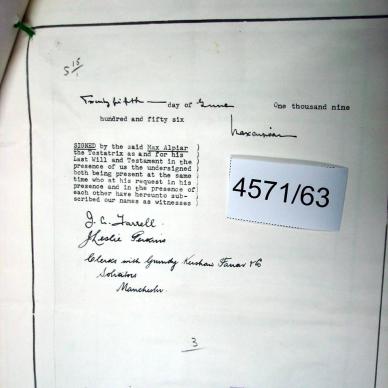 S 15/1
Twenty fifth day of June One thousand nine
hundred and fifty six
SIGNED by the said Max Alpiar )
the Testatrix as and for his )
Last Will and Testament in the )
presence of us the undersigned )
both being present at the same )
time who at his request in his )
presence and in the presence of )
each other have hereunto sub- )
scribed our names as witnesses )
4571/63
J. C. Farrell
J Leslie Perkins
Clerks with Grundy Kershaw Farrar & Co
Solicitors
Manchester.
3